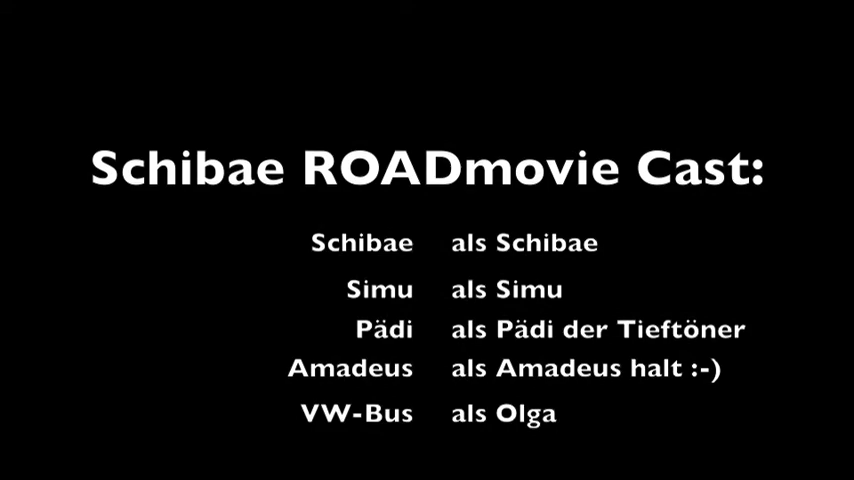 Schibae ROADmovie Cast:
Schibae als Schibae
Simu als Simu
Pädi als Pädi der Tieftöner
Amadeus als Amadeus halt :-)
VW-Bus als Olga